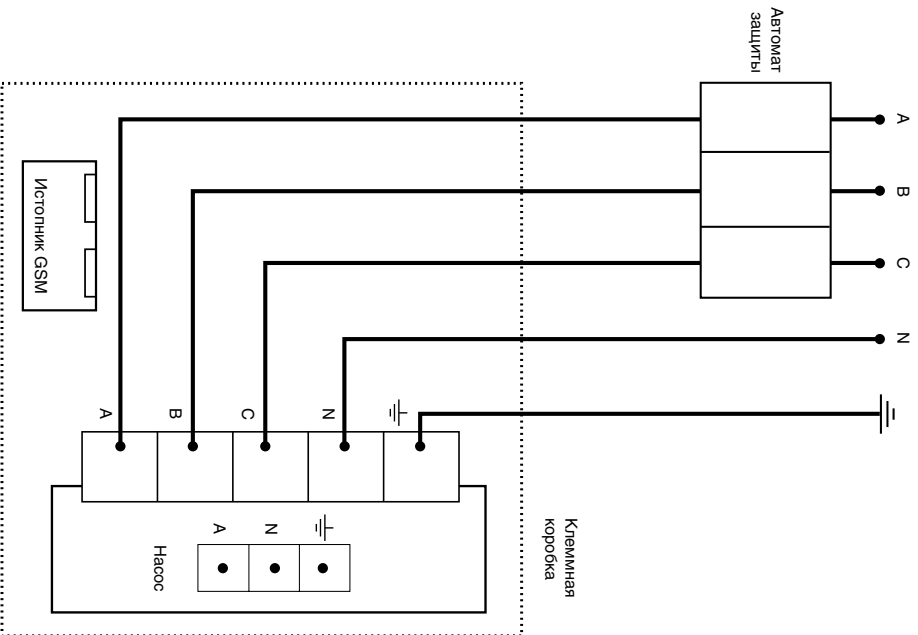 Автомат
защиты
A
B
C
N
Истопник GSM
A
B
C
N
Клеммная
коробка
A
N
Насос